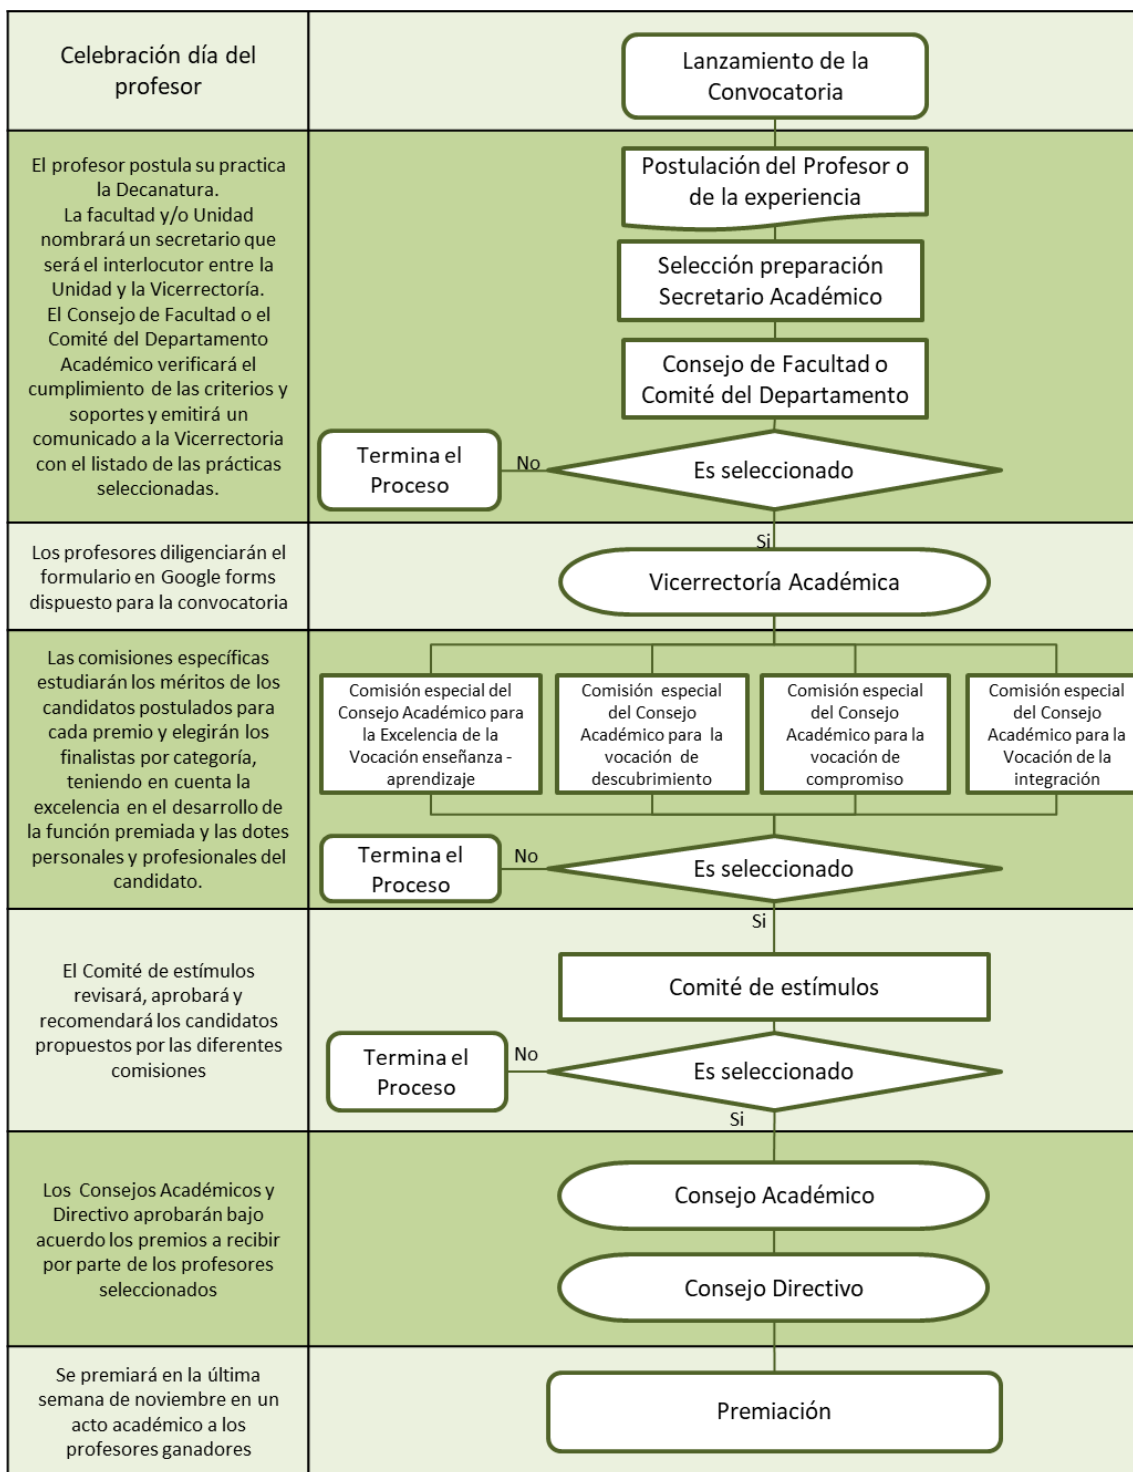 Celebración día del
profesor
Lanzamiento de la
Convocatoria
El profesor postula su practica
la Decanatura.
La facultad y/o Unidad
nombrará un secretario que
será el interlocutor entre la
Unidad y la Vicerrectoría.
El Consejo de Facultad o el
Comité del Departamento
Académico verificará el
cumplimiento de las criterios y
soportes y emitirá un
comunicado a la Vicerrectoria
con el listado de las prácticas
seleccionadas.
Postulación del Profesor o
de la experiencia
Selección preparación
Secretario Académico
Consejo de Facultad o
Comité del Departamento
Es seleccionado
No
Termina el
Proceso
Si
Los profesores diligenciarán el
formulario en Google forms
dispuesto para la convocatoria
Vicerrectoría Académica
Las comisiones específicas
estudiarán los méritos de los
candidatos postulados para
cada premio y elegirán los
finalistas por categoría,
teniendo en cuenta la
excelencia en el desarrollo de
la función premiada y las dotes
personales y profesionales del
candidato.
Comisión especial del
Consejo Académico para
la Excelencia de la
Vocación enseñanza -
aprendizaje
Comisión especial
del Consejo
Académico para la
vocación de
descubrimiento
Comisión especial
del Consejo
Académico para la
vocación de
compromiso
Comisión especial
del Consejo
Académico para la
Vocación de la
integración
Es seleccionado
No
Termina el
Proceso
Si
El Comité de estímulos
revisará, aprobará y
recomendará los candidatos
propuestos por las diferentes
comisiones
Comité de estímulos
Es seleccionado
No
Termina el
Proceso
Si
Los Consejos Académicos y
Directivo aprobarán bajo
acuerdo los premios a recibir
por parte de los profesores
seleccionados
Consejo Académico
Consejo Directivo
Se premiará en la última
semana de noviembre en un
acto académico a los
profesores ganadores
Premiación